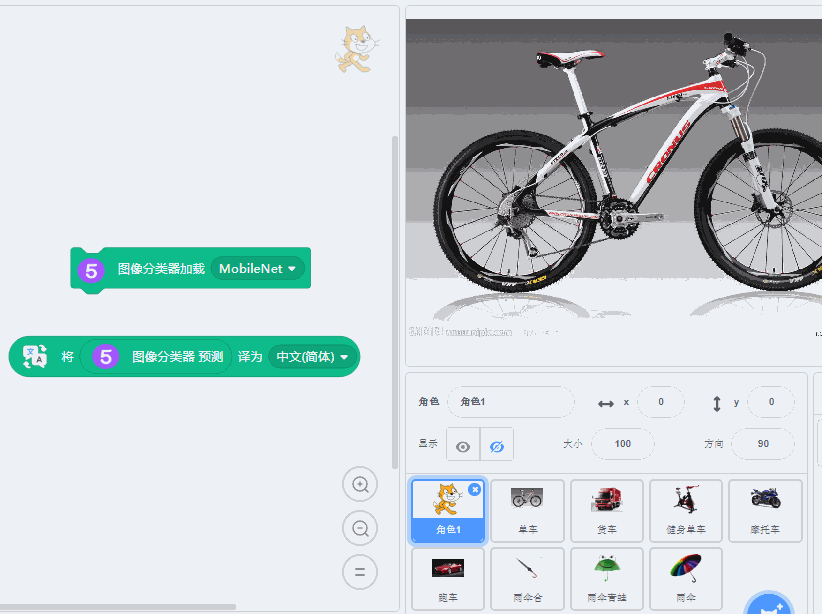 5 图像分类器加载 MobileNet
文 A 将 5 图像分类器 预测 译为 中文(简体)
CRONUS
角色 角色1 x 0 y 0
显示 大小 100 方向 90
角色1 单车 货车 健身单车 摩托车
跑车 雨伞合 雨伞青蛙 雨伞